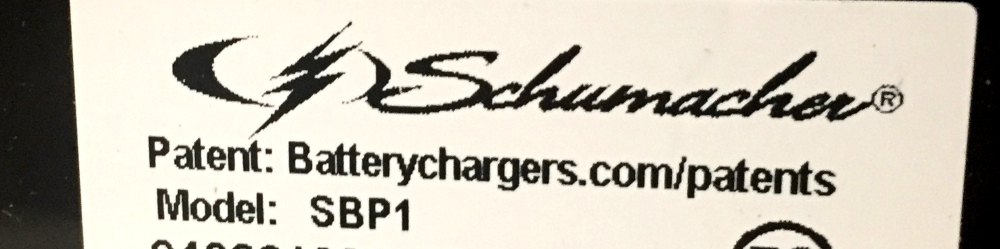 Schumacher®
Patent: Batterychargers.com/patents
Model: SBP1